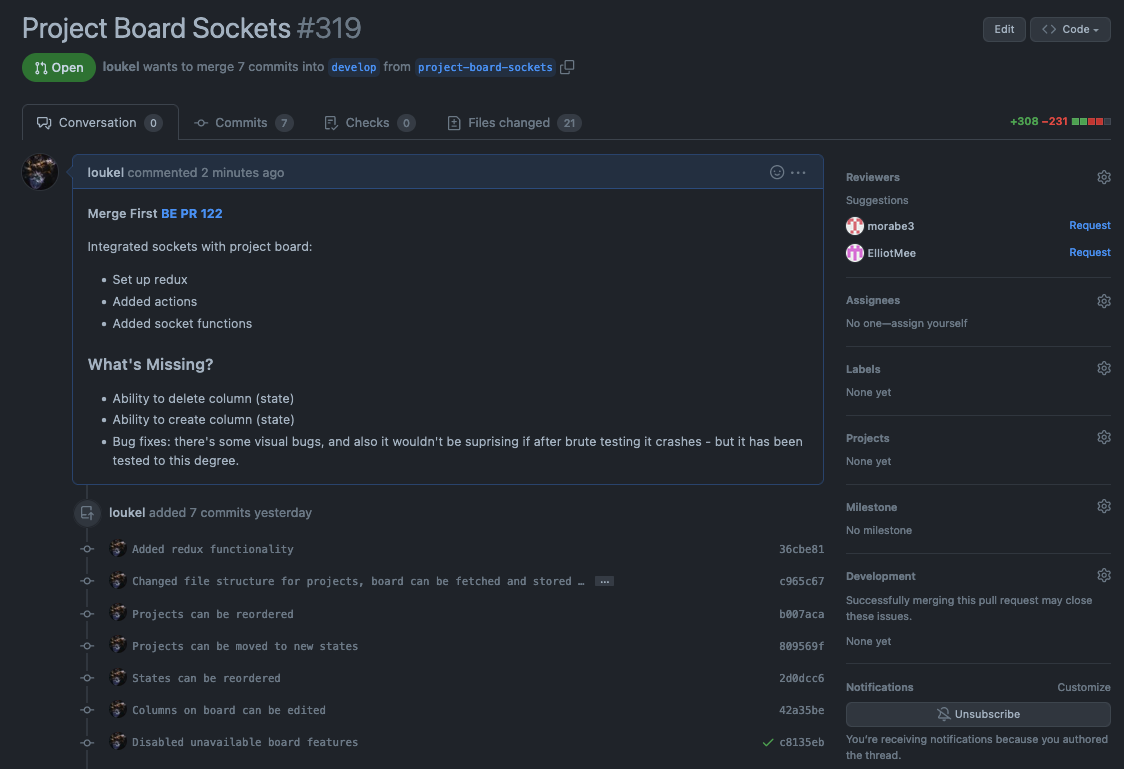 Project Board Sockets #319
Edit
<> Code
Open
loukel wants to merge 7 commits into develop from project-board-sockets
Conversation 0
Commits 7
Checks 0
Files changed 21
+308 −231
loukel commented 2 minutes ago
Merge First BE PR 122
Integrated sockets with project board:
• Set up redux
• Added actions
• Added socket functions
What's Missing?
• Ability to delete column (state)
• Ability to create column (state)
• Bug fixes: there's some visual bugs, and also it wouldn't be suprising if after brute testing it crashes - but it has been
tested to this degree.
loukel added 7 commits yesterday
Added redux functionality 36cbe81
Changed file structure for projects, board can be fetched and stored … ... c965c67
Projects can be reordered b007aca
Projects can be moved to new states 809569f
States can be reordered 2d0dcc6
Columns on board can be edited 42a35be
Disabled unavailable board features c8135eb
Reviewers
Suggestions
morabe3 Request
ElliotMee Request
Assignees
No one—assign yourself
Labels
None yet
Projects
None yet
Milestone
No milestone
Development
Successfully merging this pull request may close
these issues.
None yet
Notifications Customize
Unsubscribe
You're receiving notifications because you authored
the thread.